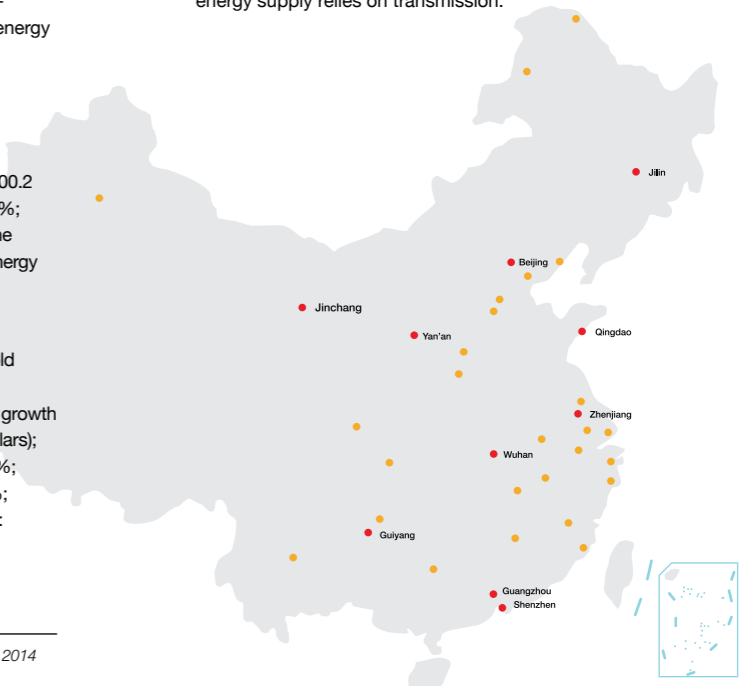 energy
energy supply relies on transmission.
00.2
%;
ne
nergy
old
growth
lars);
%;
%;
2014
Jilin
Beijing
Jinchang
Yan'an
Qingdao
Zhenjiang
Wuhan
Guiyang
Guangzhou
Shenzhen